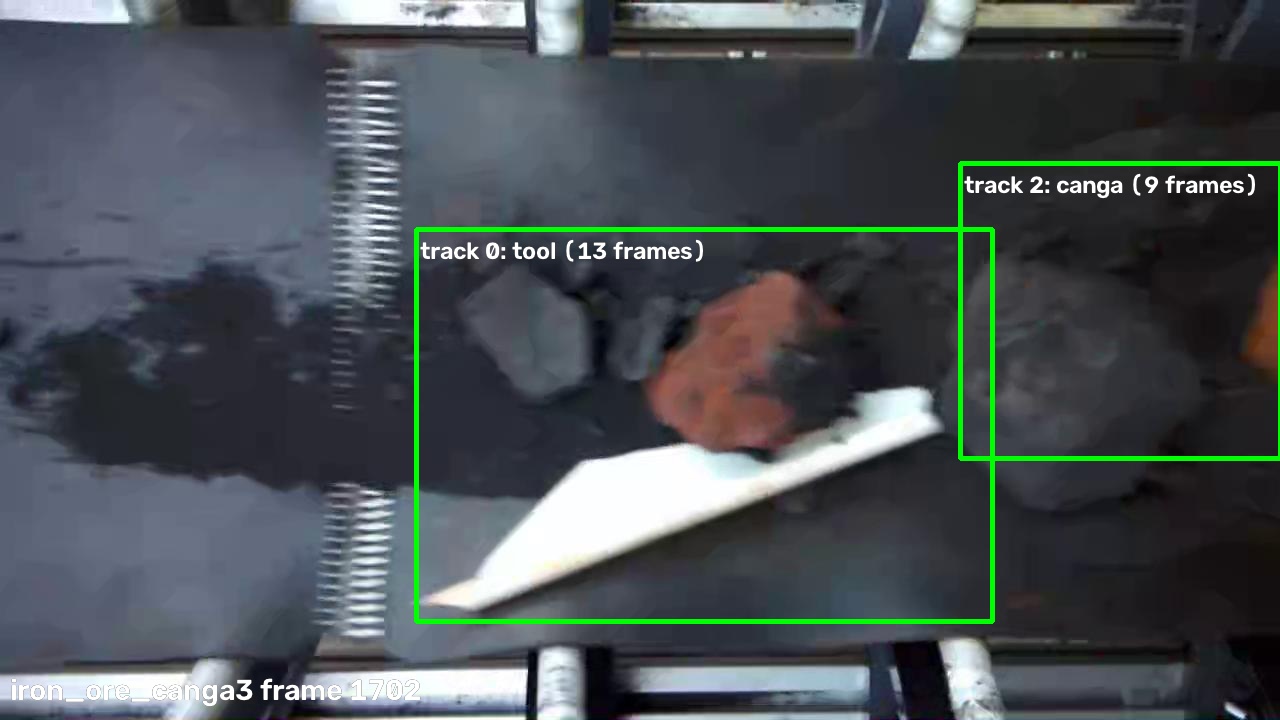 track 2: canga (9 frames)
track 0: tool (13 frames)
iron_ore_canga3 frame 1702